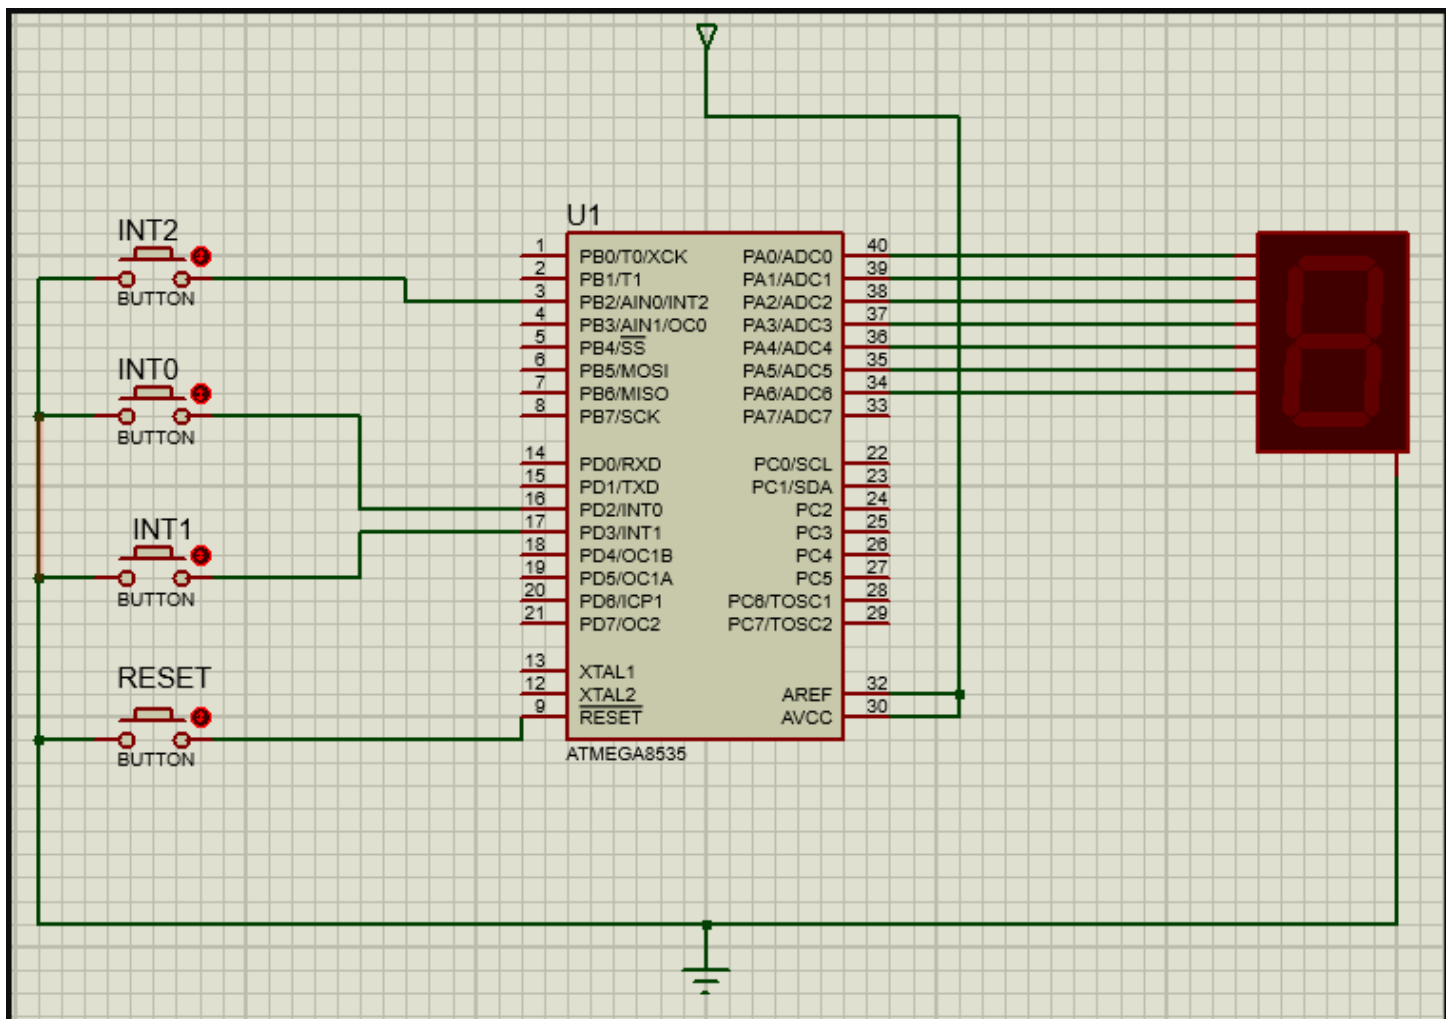 INT2
BUTTON
INT0
BUTTON
INT1
BUTTON
RESET
BUTTON
U1
1 PB0/T0/XCK PA0/ADC0 40
2 PB1/T1 PA1/ADC1 39
3 PB2/AIN0/INT2 PA2/ADC2 38
4 PB3/AIN1/OC0 PA3/ADC3 37
5 PB4/SS PA4/ADC4 36
6 PB5/MOSI PA5/ADC5 35
7 PB6/MISO PA6/ADC6 34
8 PB7/SCK PA7/ADC7 33
14 PD0/RXD PC0/SCL 22
15 PD1/TXD PC1/SDA 23
16 PD2/INT0 PC2 24
17 PD3/INT1 PC3 25
18 PD4/OC1B PC4 26
19 PD5/OC1A PC5 27
20 PD6/ICP1 PC6/TOSC1 28
21 PD7/OC2 PC7/TOSC2 29
13 XTAL1
12 XTAL2 AREF 32
9 RESET AVCC 30
ATMEGA8535